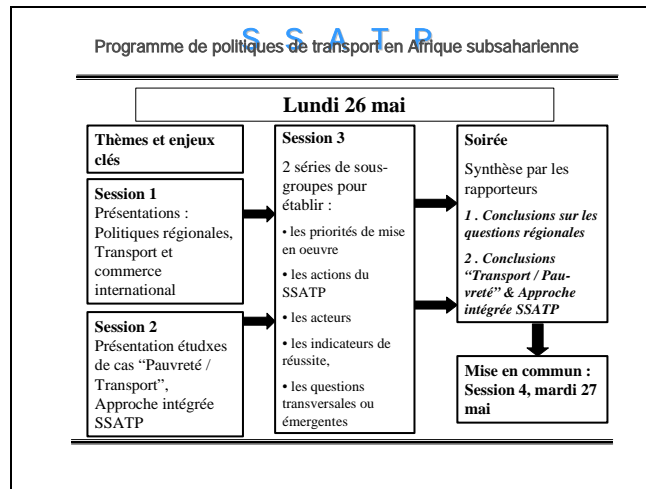 S S A T P
Programme de politiques de transport en Afrique subsaharienne
Lundi 26 mai
Thèmes et enjeux
clés
Session 1
Présentations :
Politiques régionales,
Transport et
commerce
international
Session 2
Présentation étudxes
de cas “Pauvreté /
Transport”,
Approche intégrée
SSATP
Session 3
2 séries de sous-
groupes pour
établir :
• les priorités de mise
en oeuvre
• les actions du
SSATP
• les acteurs
• les indicateurs de
réussite,
• les questions
transversales ou
émergentes
Soirée
Synthèse par les
rapporteurs
1 . Conclusions sur les
questions régionales
2 . Conclusions
“Transport / Pau-
vreté” & Approche
intégrée SSATP
Mise en commun :
Session 4, mardi 27
mai